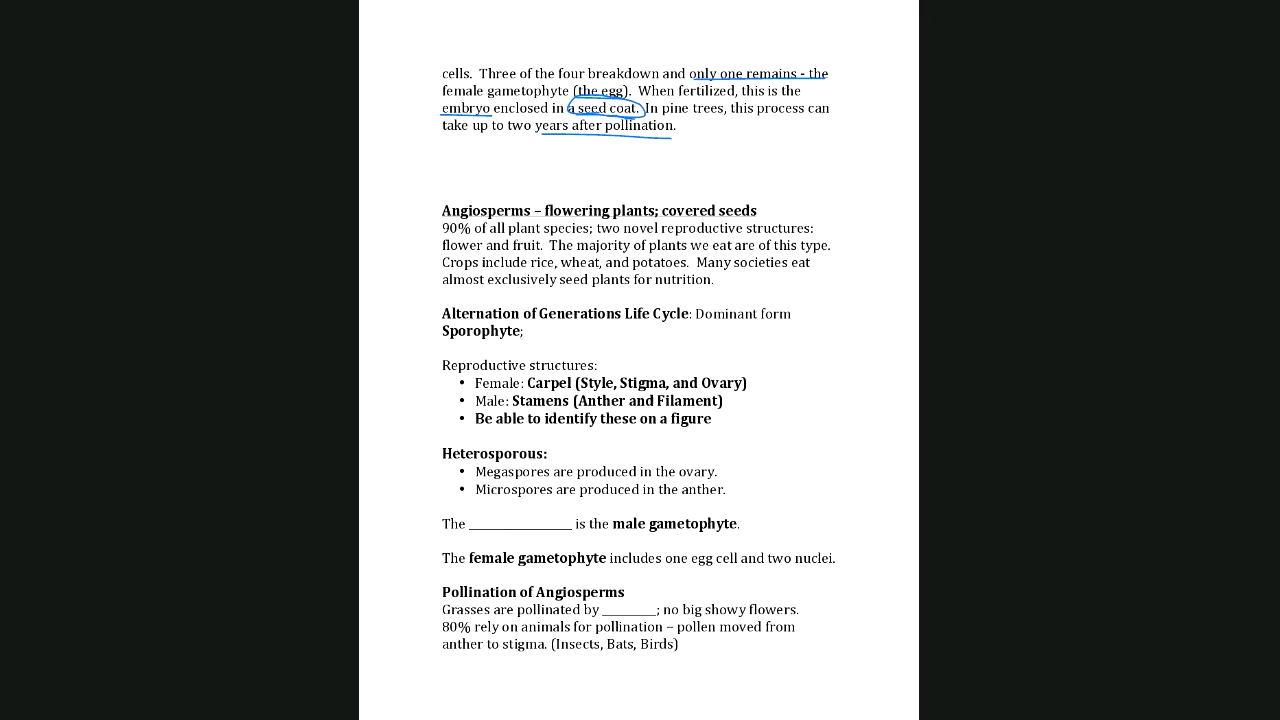 cells.  Three of the four breakdown and only one remains - the
female gametophyte (the egg).  When fertilized, this is the
embryo enclosed in a seed coat.  In pine trees, this process can
take up to two years after pollination.
Angiosperms – flowering plants; covered seeds
90% of all plant species; two novel reproductive structures:
flower and fruit.  The majority of plants we eat are of this type.
Crops include rice, wheat, and potatoes.  Many societies eat
almost exclusively seed plants for nutrition.
Alternation of Generations Life Cycle: Dominant form
Sporophyte;
Reproductive structures:
• Female: Carpel (Style, Stigma, and Ovary)
• Male: Stamens (Anther and Filament)
• Be able to identify these on a figure
Heterosporous:
• Megaspores are produced in the ovary.
• Microspores are produced in the anther.
The _________________ is the male gametophyte.
The female gametophyte includes one egg cell and two nuclei.
Pollination of Angiosperms
Grasses are pollinated by _________; no big showy flowers.
80% rely on animals for pollination – pollen moved from
anther to stigma. (Insects, Bats, Birds)